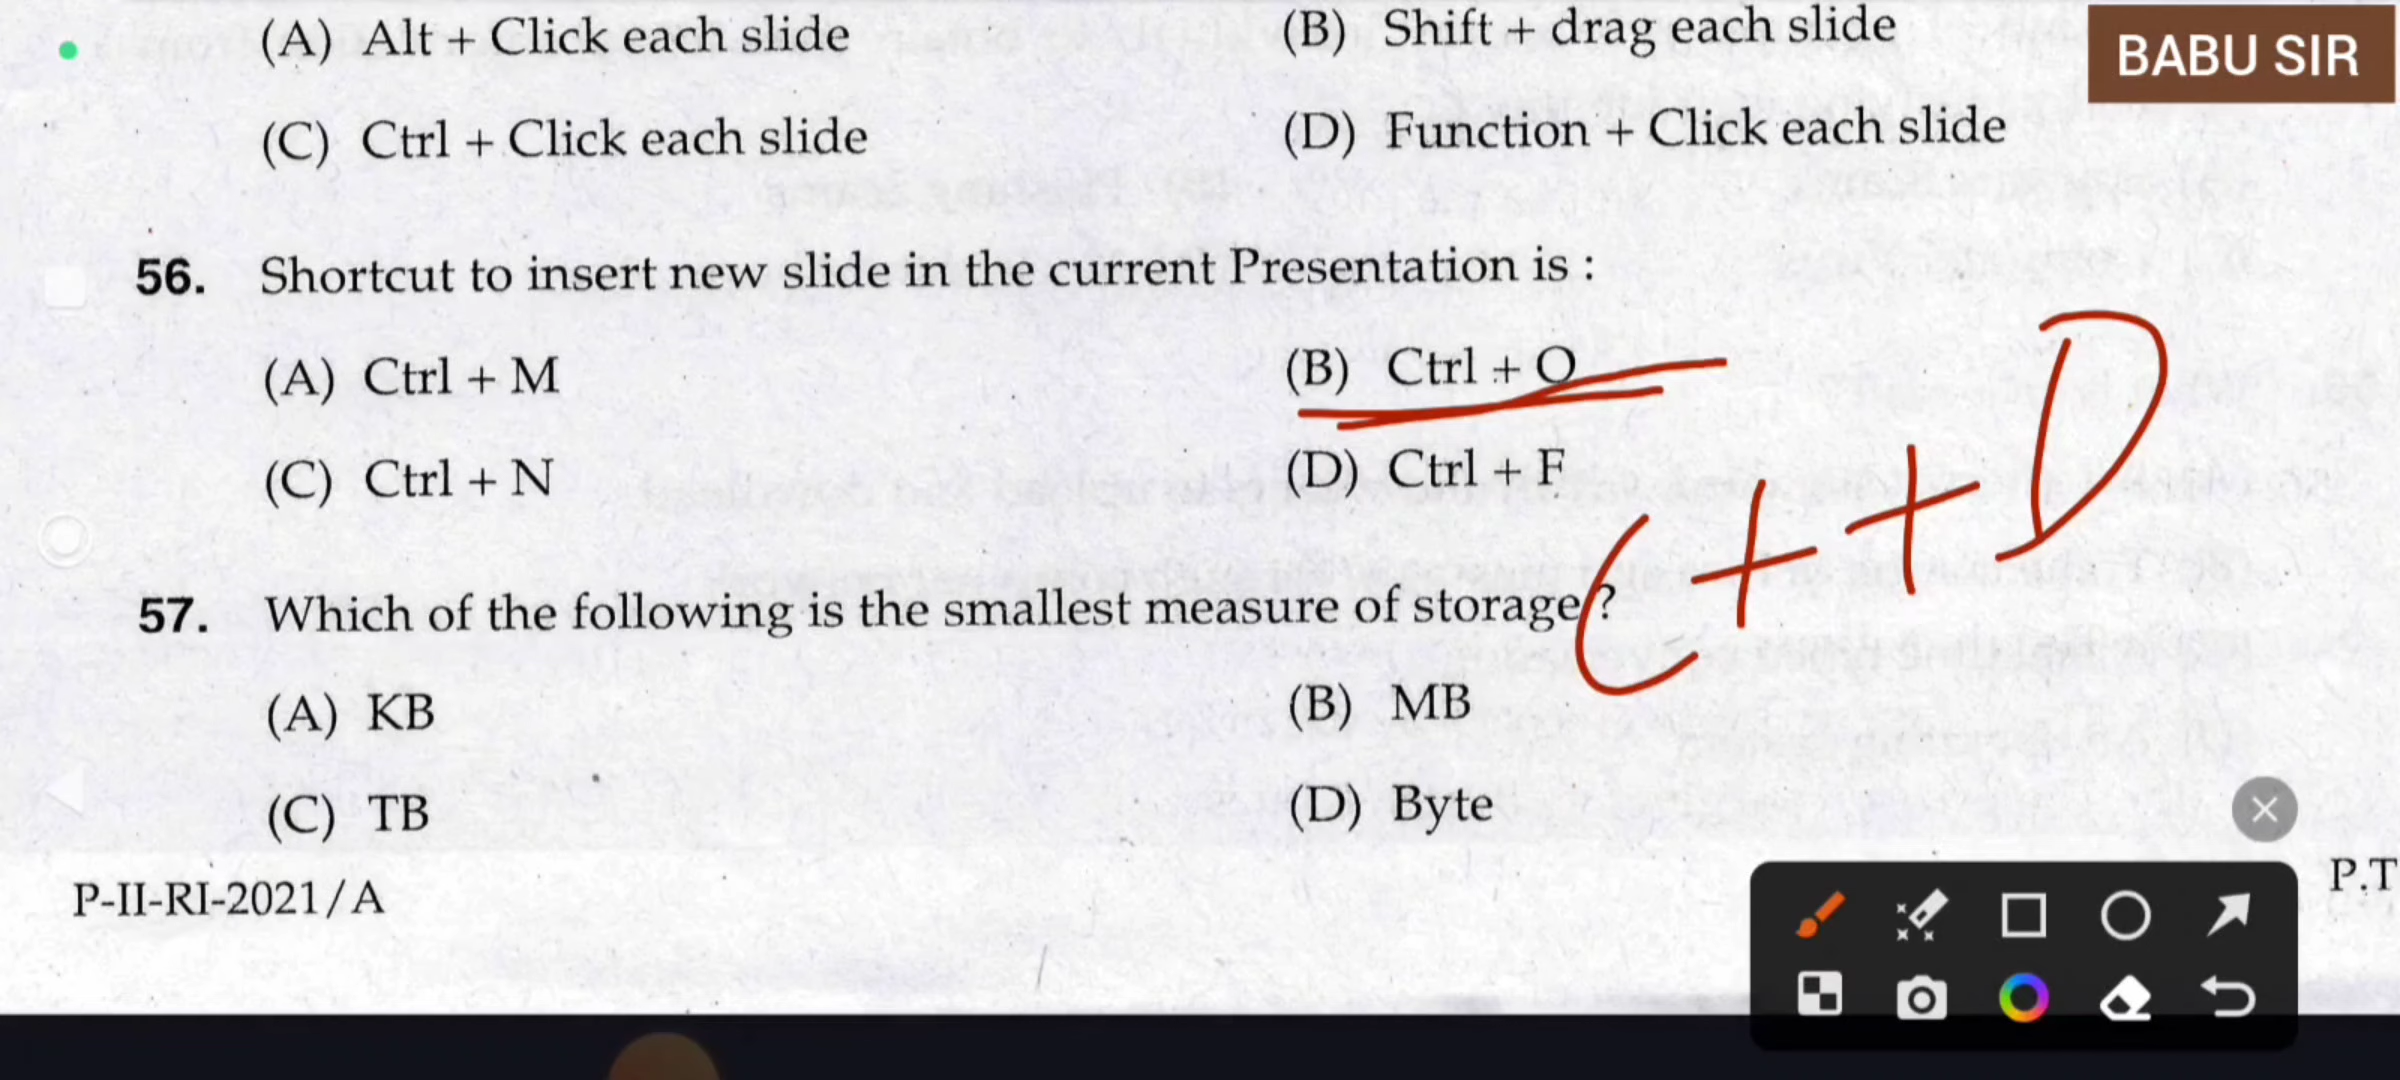 (A) Alt + Click each slide (B) Shift + drag each slide
BABU SIR
(C) Ctrl + Click each slide (D) Function + Click each slide
56. Shortcut to insert new slide in the current Presentation is :
(A) Ctrl + M (B) Ctrl + O
(C) Ctrl + N (D) Ctrl + F
C + + D
57. Which of the following is the smallest measure of storage ?
(A) KB (B) MB
(C) TB (D) Byte
P-II-RI-2021/A P.T